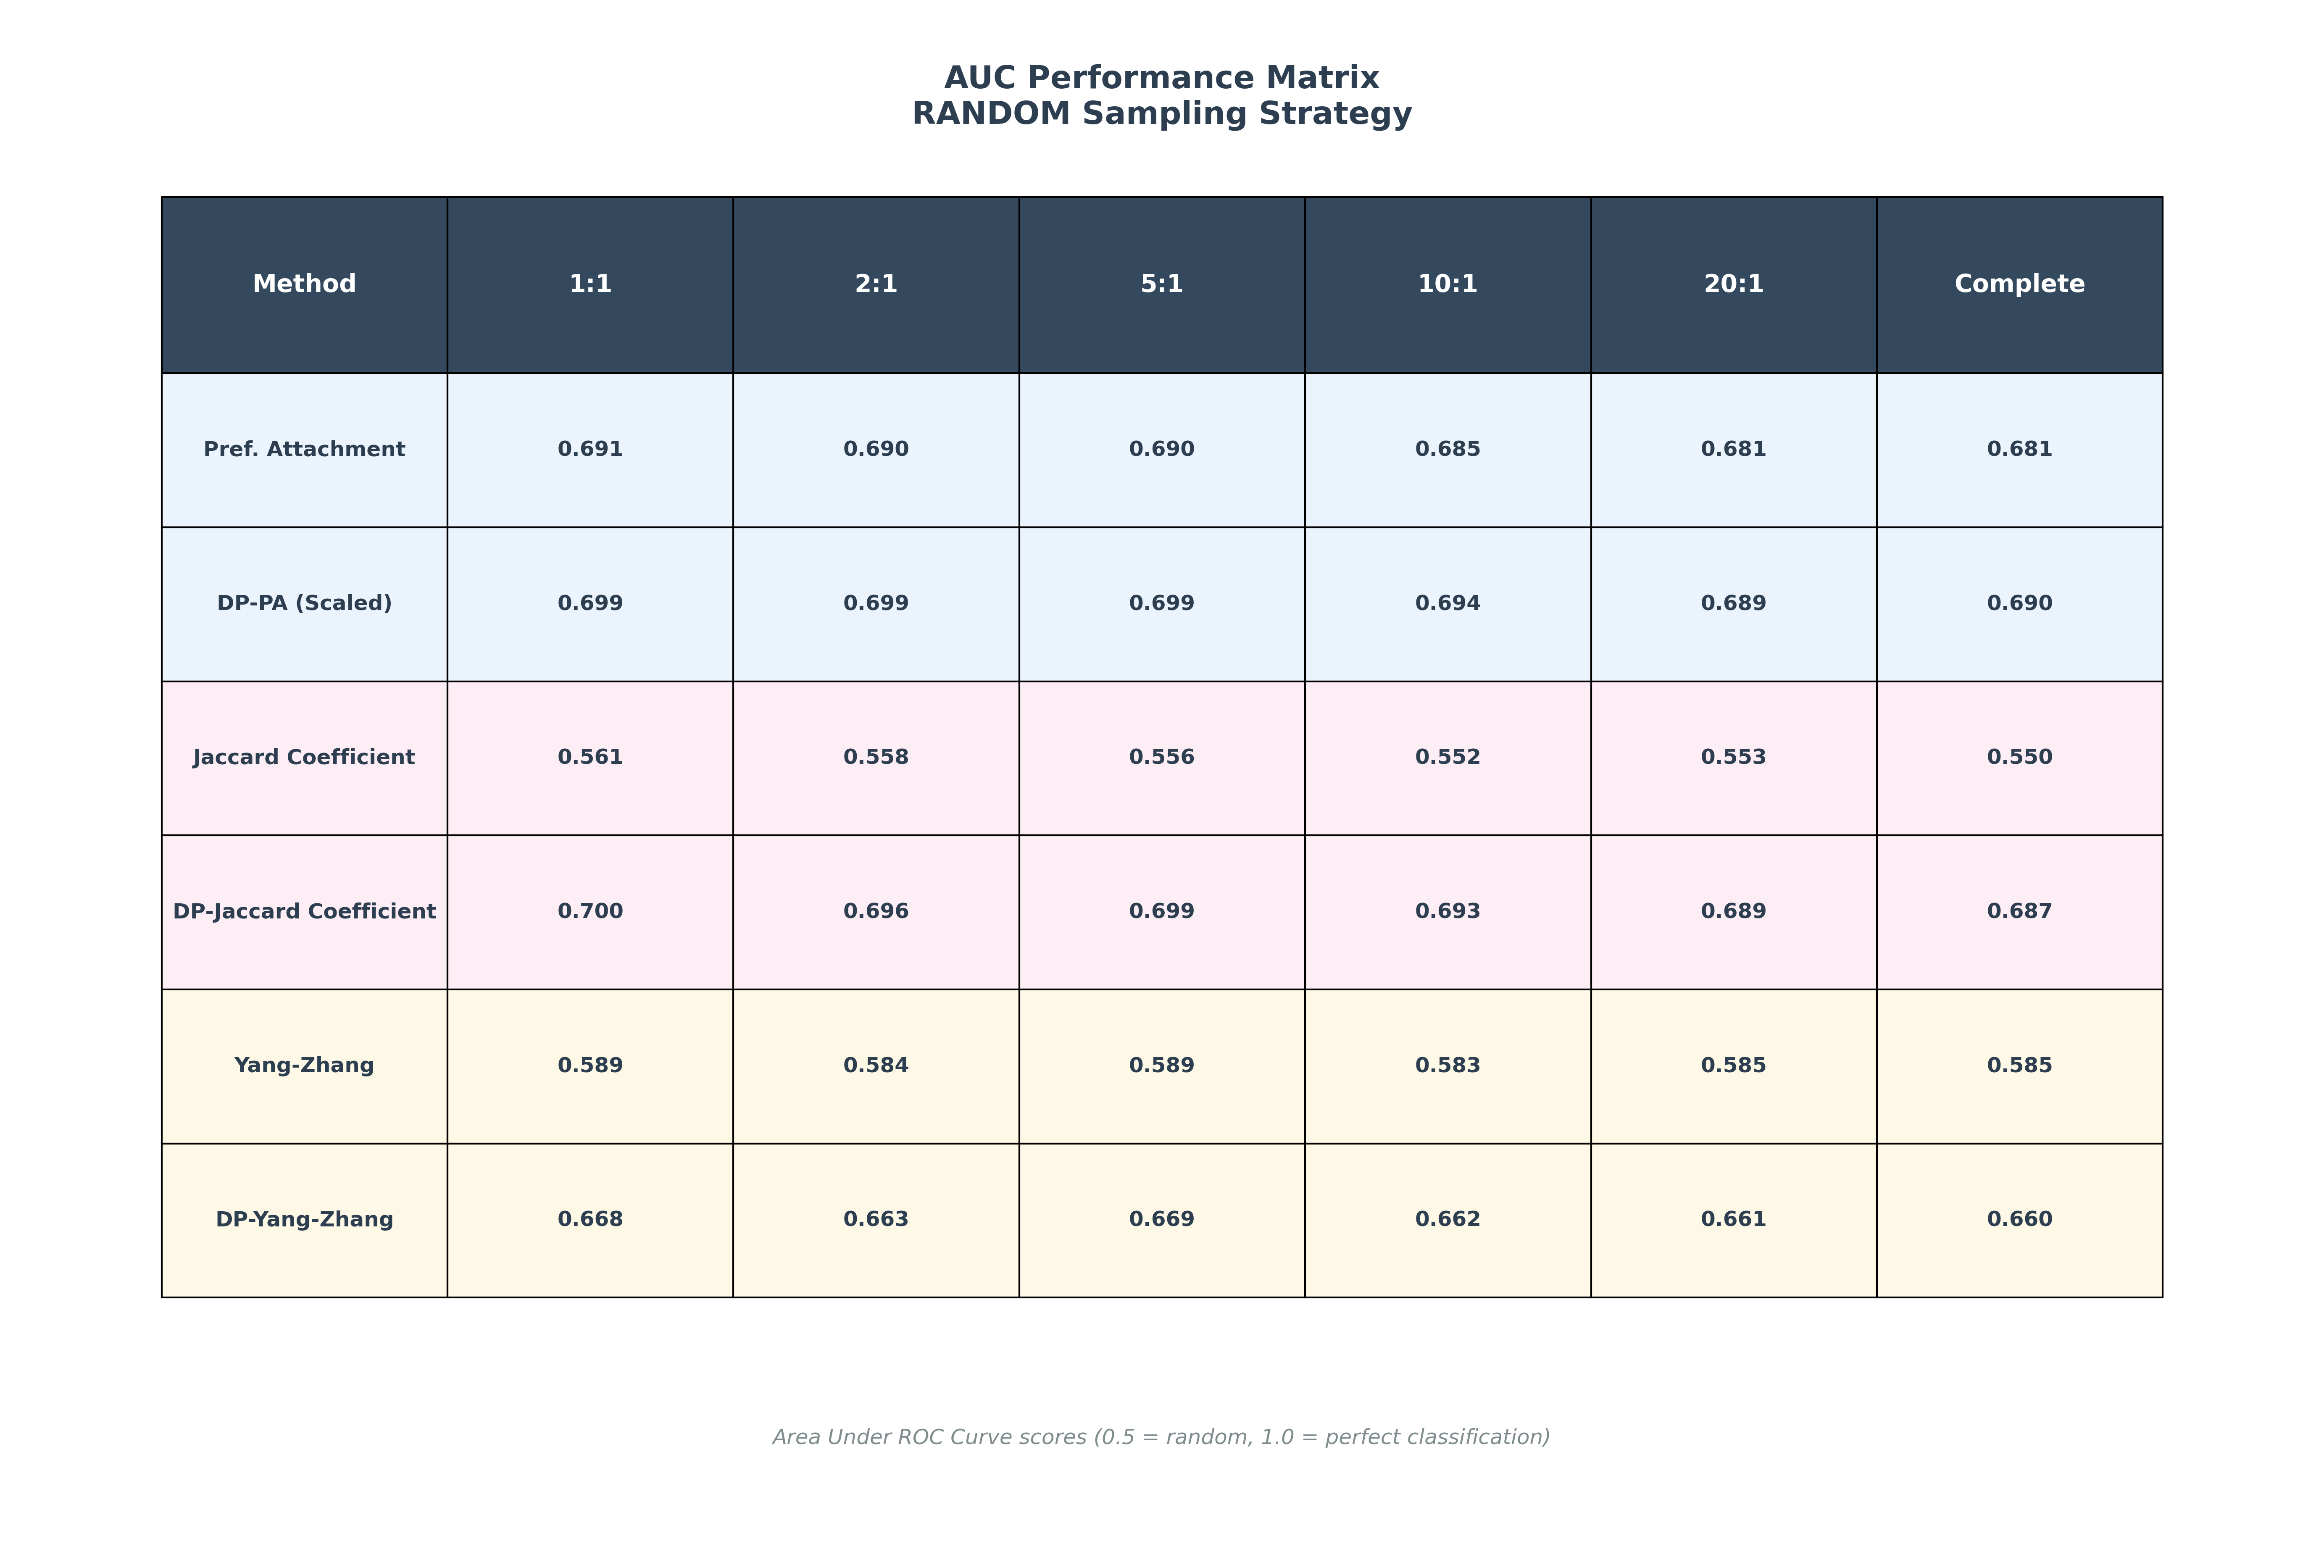 AUC Performance Matrix
RANDOM Sampling Strategy
Method 1:1 2:1 5:1 10:1 20:1 Complete
Pref. Attachment 0.691 0.690 0.690 0.685 0.681 0.681
DP-PA (Scaled) 0.699 0.699 0.699 0.694 0.689 0.690
Jaccard Coefficient 0.561 0.558 0.556 0.552 0.553 0.550
DP-Jaccard Coefficient 0.700 0.696 0.699 0.693 0.689 0.687
Yang-Zhang 0.589 0.584 0.589 0.583 0.585 0.585
DP-Yang-Zhang 0.668 0.663 0.669 0.662 0.661 0.660
Area Under ROC Curve scores (0.5 = random, 1.0 = perfect classification)